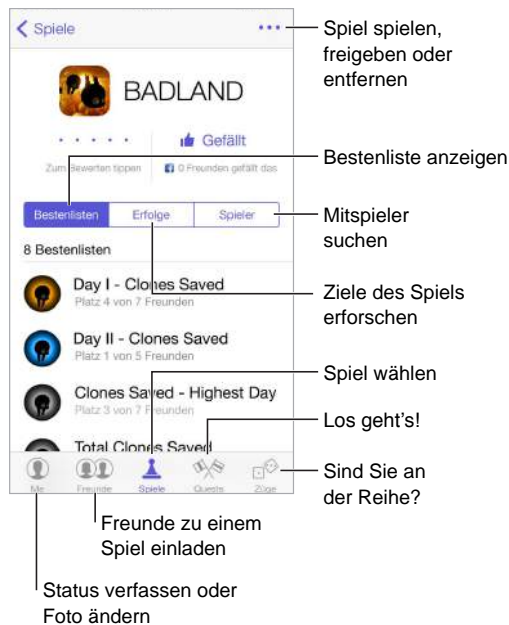 Spiele
BADLAND
Gefällt
Zum Bewerten tippen
0 Freunden gefällt das
Bestenlisten Erfolge Spieler
8 Bestenlisten
Day I - Clones Saved
Platz 4 von 7 Freunden
Day II - Clones Saved
Platz 1 von 5 Freunden
Clones Saved - Highest Day
Platz 3 von 7 Freunden
Total Clones Saved
Me Freunde Spiele Quests Züge
Spiel spielen,
freigeben oder
entfernen
Bestenliste anzeigen
Mitspieler
suchen
Ziele des Spiels
erforschen
Spiel wählen
Los geht's!
Sind Sie an
der Reihe?
Freunde zu einem
Spiel einladen
Status verfassen oder
Foto ändern